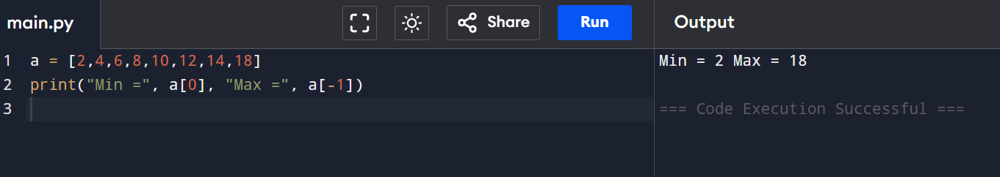 main.py Share Run Output
1 a = [2,4,6,8,10,12,14,18]
2 print("Min =", a[0], "Max =", a[-1])
3
Min = 2 Max = 18
=== Code Execution Successful ===